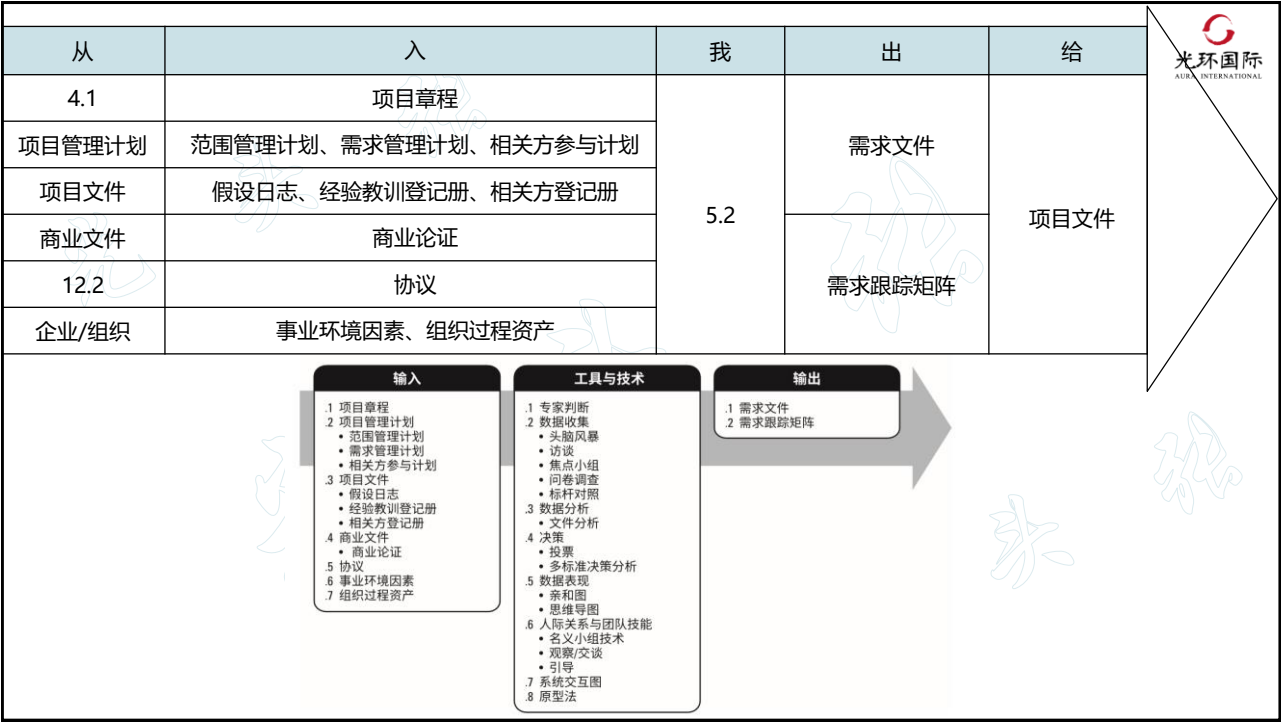 从 入 我 出 给
光环国际
AURA INTERNATIONAL
4.1 项目章程
项目管理计划 范围管理计划、需求管理计划、相关方参与计划
需求文件
项目文件 假设日志、经验教训登记册、相关方登记册
5.2
项目文件
商业文件 商业论证
12.2 协议
需求跟踪矩阵
企业/组织 事业环境因素、组织过程资产
输入
.1 项目章程
.2 项目管理计划
• 范围管理计划
• 需求管理计划
• 相关方参与计划
.3 项目文件
• 假设日志
• 经验教训登记册
• 相关方登记册
.4 商业文件
• 商业论证
.5 协议
.6 事业环境因素
.7 组织过程资产
工具与技术
.1 专家判断
.2 数据收集
• 头脑风暴
• 访谈
• 焦点小组
• 问卷调查
• 标杆对照
.3 数据分析
• 文件分析
.4 决策
• 投票
• 多标准决策分析
.5 数据表现
• 亲和图
• 思维导图
.6 人际关系与团队技能
• 名义小组技术
• 观察/交谈
• 引导
.7 系统交互图
.8 原型法
输出
.1 需求文件
.2 需求跟踪矩阵